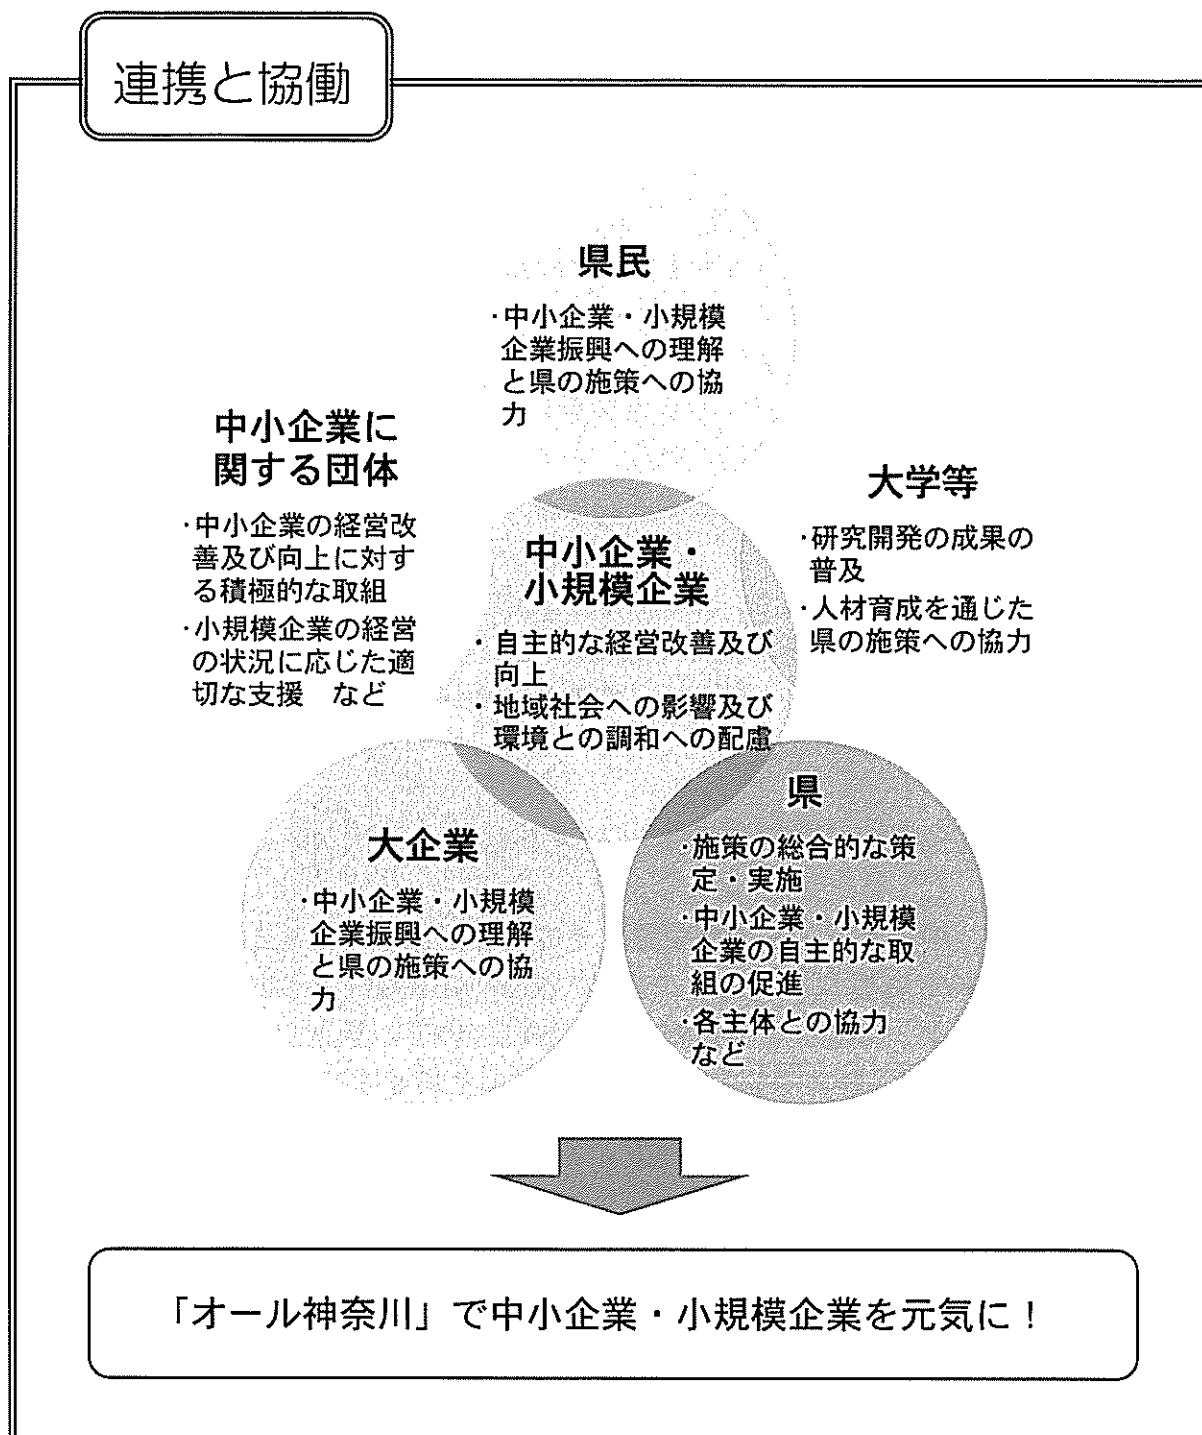 連携と協働
県民
・中小企業・小規模
企業振興への理解
と県の施策への協
力
中小企業に
関する団体
・中小企業の経営改
善及び向上に対す
る積極的な取組
・小規模企業の経営
の状況に応じた適
切な支援　など
大学等
・研究開発の成果の
普及
・人材育成を通じた
県の施策への協力
中小企業・
小規模企業
・自主的な経営改善及び
向上
・地域社会への影響及び
環境との調和への配慮
大企業
・中小企業・小規模
企業振興への理解
と県の施策への協
力
県
・施策の総合的な策
定・実施
・中小企業・小規模
企業の自主的な取
組の促進
・各主体との協力
など
「オール神奈川」で中小企業・小規模企業を元気に！